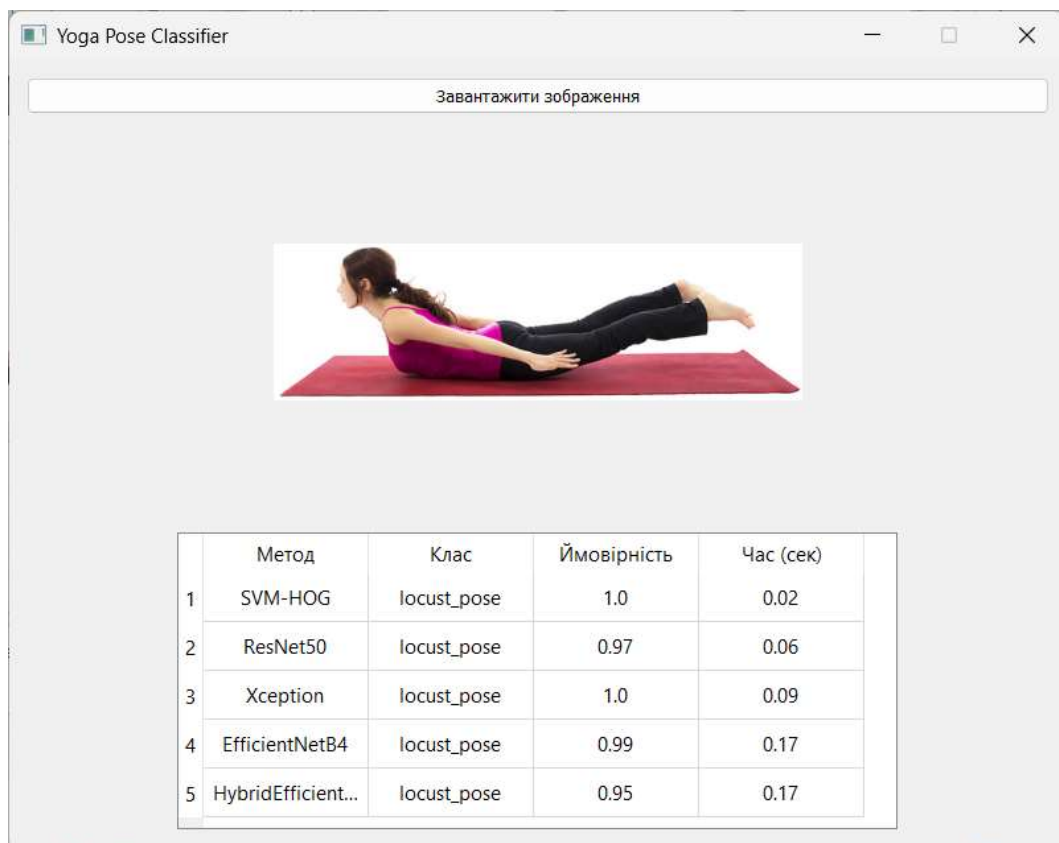 Yoga Pose Classifier
Завантажити зображення
Метод Клас Ймовірність Час (сек)
1 SVM-HOG locust_pose 1.0 0.02
2 ResNet50 locust_pose 0.97 0.06
3 Xception locust_pose 1.0 0.09
4 EfficientNetB4 locust_pose 0.99 0.17
5 HybridEfficient... locust_pose 0.95 0.17